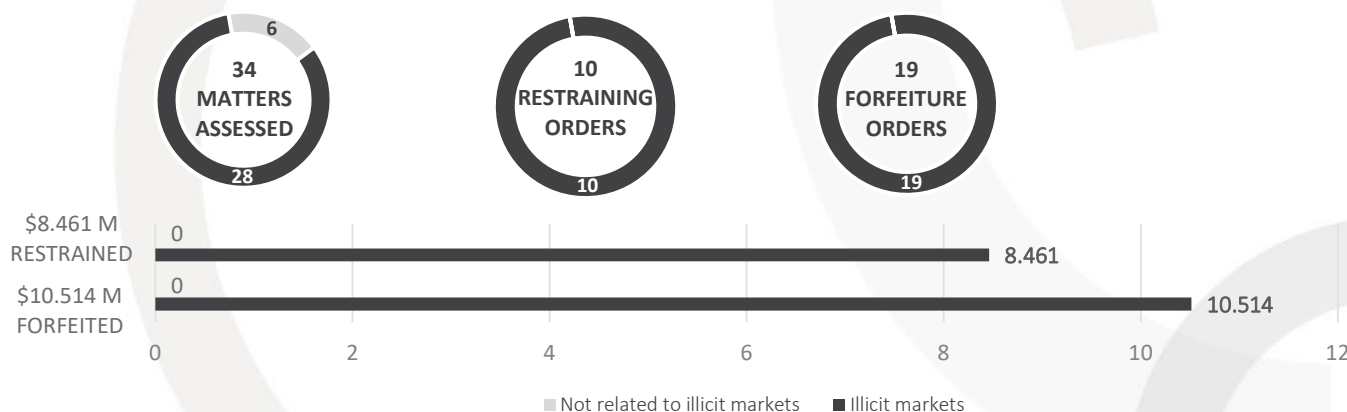 6
34
MATTERS
ASSESSED
28
10
RESTRAINING
ORDERS
10
19
FORFEITURE
ORDERS
19
$8.461 M
RESTRAINED
0
8.461
$10.514 M
FORFEITED
0
10.514
0 2 4 6 8 10 12
Not related to illicit markets Illicit markets